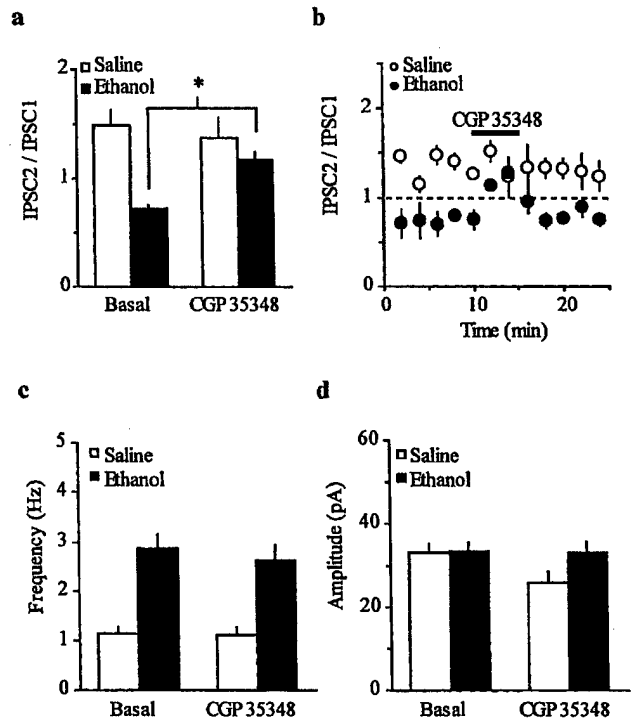 a
IPSC2 / IPSC1
2
1
0
Saline
Ethanol
*
Basal
CGP 35348
b
IPSC2 / IPSC1
2
1
0
Saline
Ethanol
CGP 35348
0
10
20
Time (min)
c
Frequency (Hz)
5
4
3
2
1
0
Saline
Ethanol
Basal
CGP 35348
d
Amplitude (pA)
60
40
20
0
Saline
Ethanol
Basal
CGP 35348